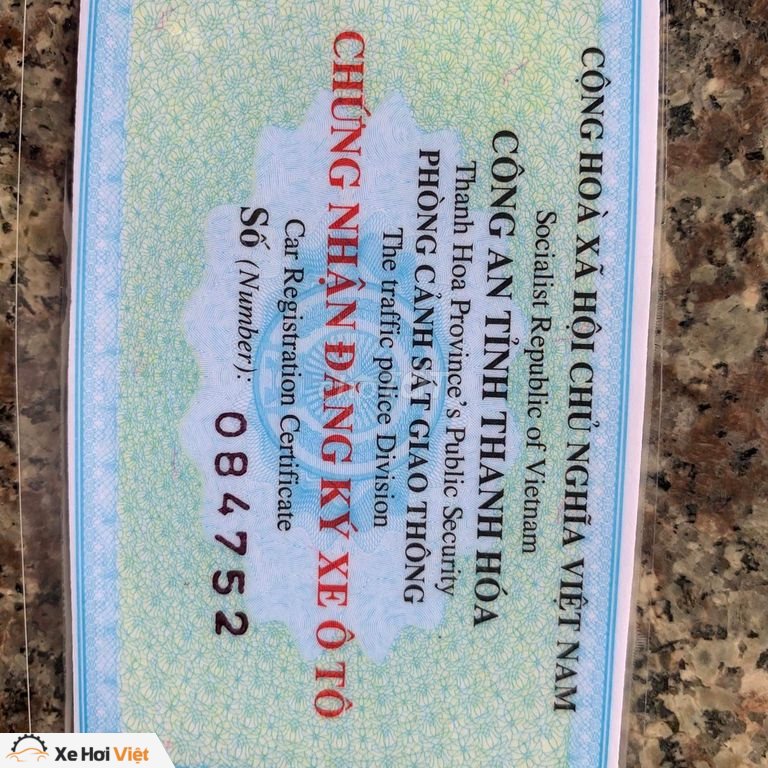 CỘNG HOÀ XÃ HỘI CHỦ NGHĨA VIỆT NAM
Socialist Republic of Vietnam
CÔNG AN TỈNH THANH HÓA
Thanh Hoa Province's Public Security
PHÒNG CẢNH SÁT GIAO THÔNG
The traffic police Division
CHỨNG NHẬN ĐĂNG KÝ XE Ô TÔ
Car Registration Certificate
Số (Number): 084752
Xe Hơi Việt